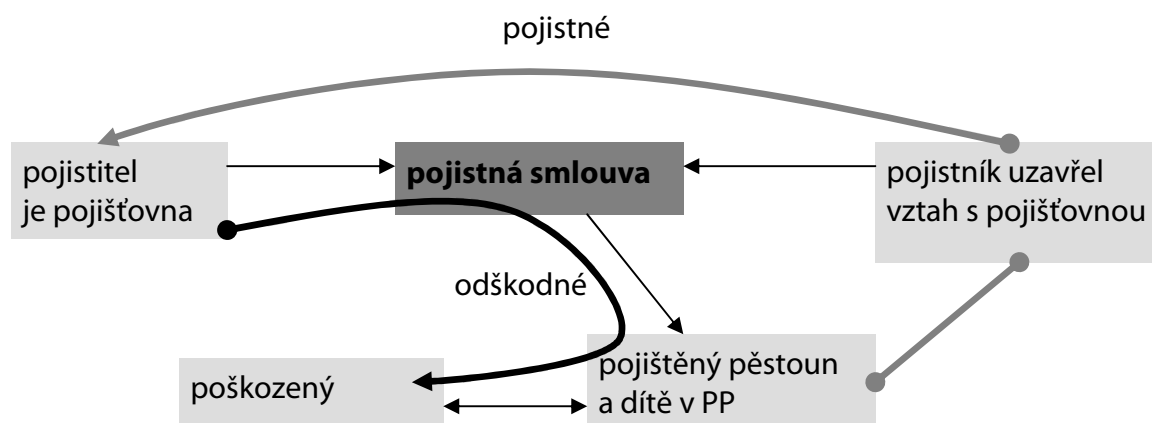 pojistné
pojistitel
je pojišťovna
pojistná smlouva
pojistník uzavřel
vztah s pojišťovnou
odškodné
poškozený
pojištěný pěstoun
a dítě v PP